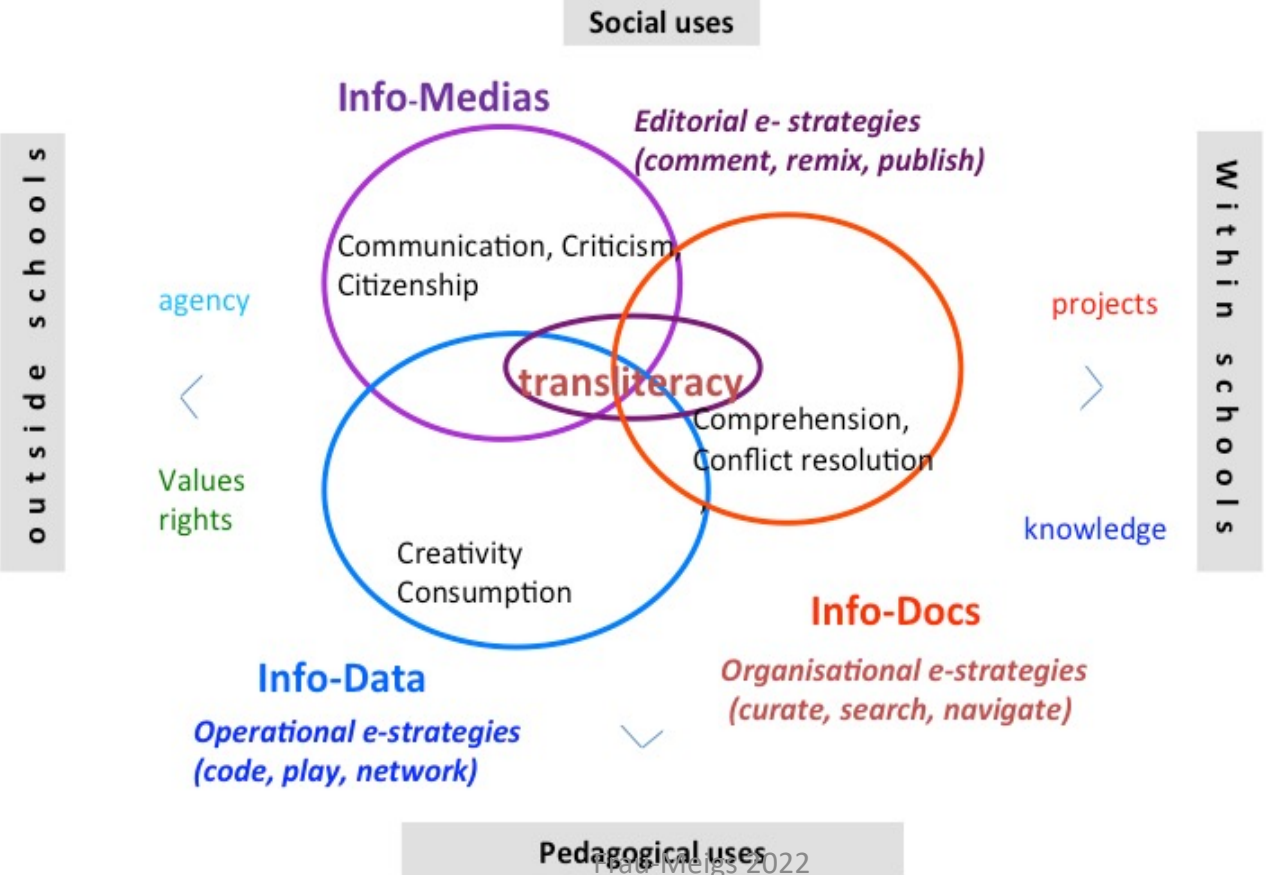 Social uses
Info-Medias
Editorial e- strategies
(comment, remix, publish)
outside schools
Within schools
Communication, Criticism,
Citizenship
agency
projects
transliteracy
Comprehension,
Conflict resolution
,
Values
rights
knowledge
Creativity
Consumption
Info-Docs
Organisational e-strategies
(curate, search, navigate)
Info-Data
Operational e-strategies
(code, play, network)
Pedagogical uses
Frau-Meigs 2022